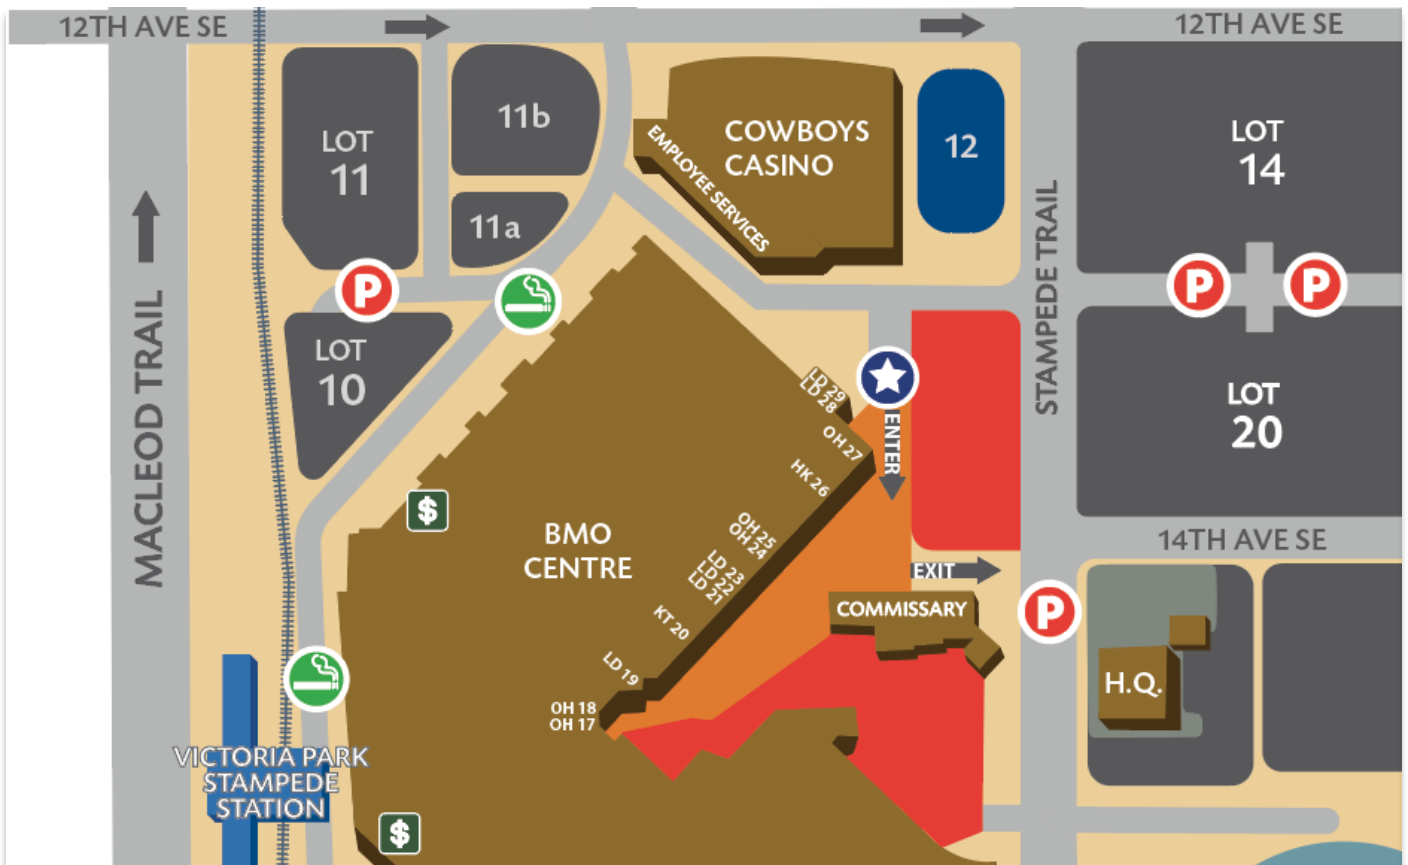 12TH AVE SE
12TH AVE SE
LOT
11
11b
11a
COWBOYS
CASINO
EMPLOYEE SERVICES
12
LOT
14
P
P
P
LOT
10
MACLEOD TRAIL
STAMPEDE TRAIL
LOT
20
LD 29
LD 28
OH 27
HK 26
OH 25
OH 24
LD 23
LD 22
LD 21
KT 20
LD 19
OH 18
OH 17
ENTER
EXIT
$
BMO
CENTRE
14TH AVE SE
COMMISSARY
P
H.Q.
VICTORIA PARK
STAMPEDE
STATION
$